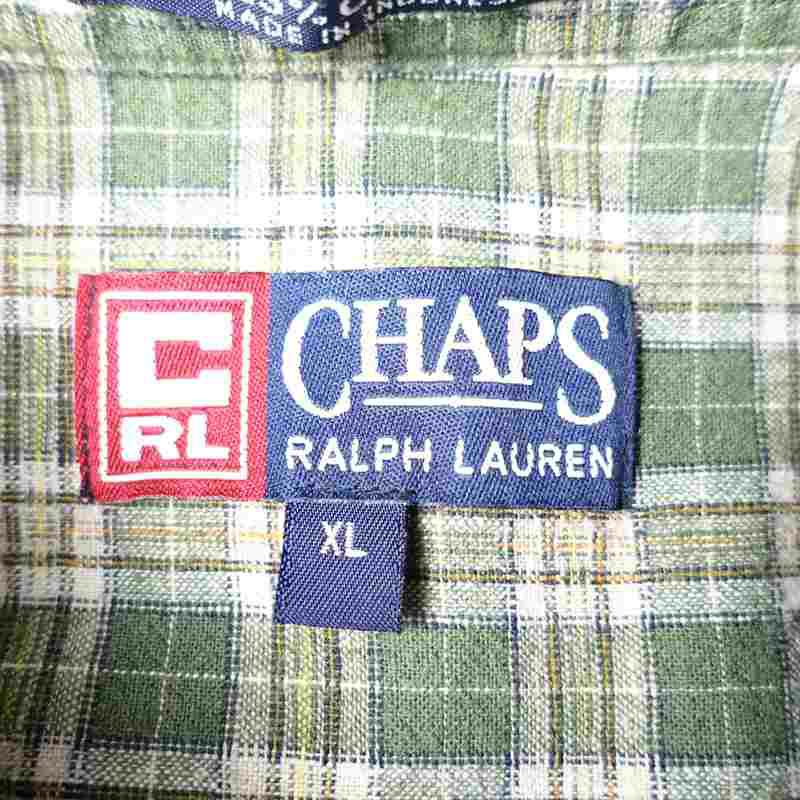 MADE IN INDONESIA
C
RL
CHAPS
RALPH LAUREN
XL